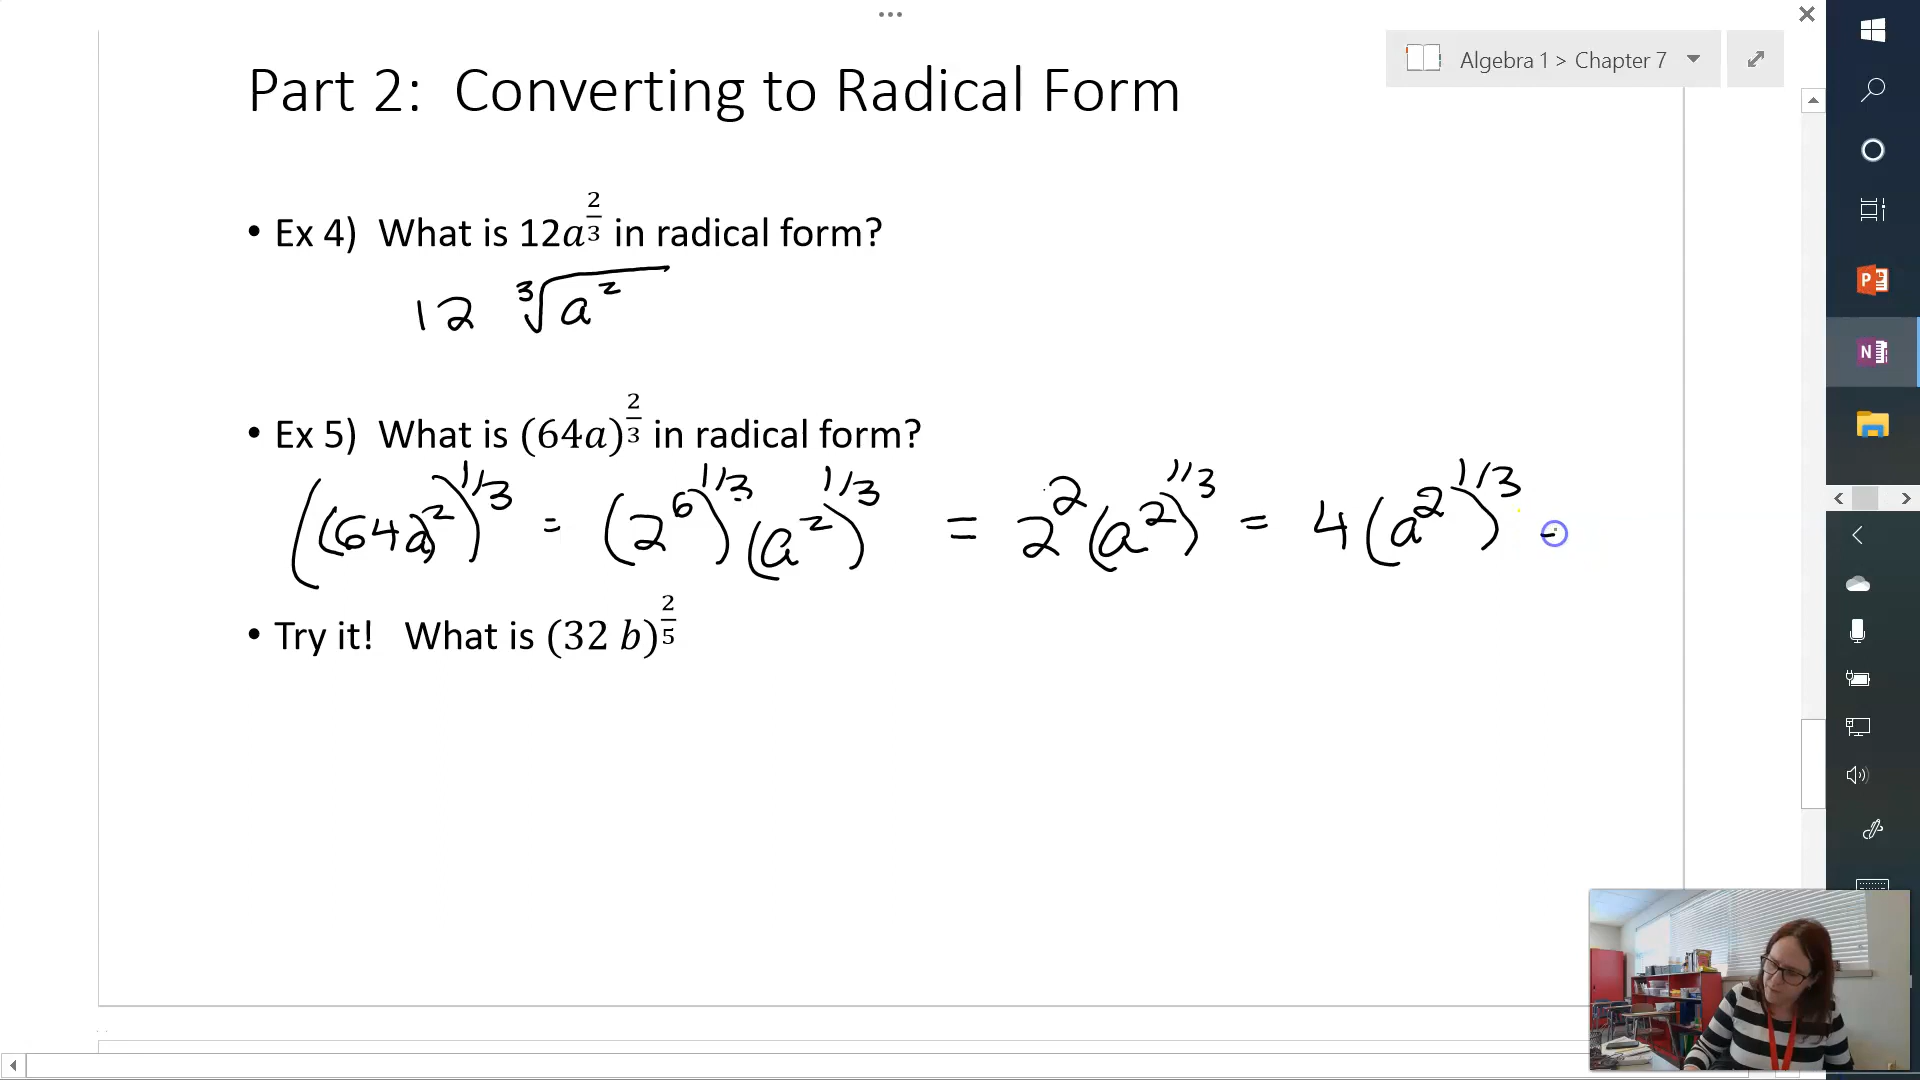 Algebra 1 > Chapter 7
Part 2: Converting to Radical Form
• Ex 4) What is 12a^(2/3) in radical form?
12 ∛a²
• Ex 5) What is (64a)^(2/3) in radical form?
((64a)²)^(1/3) = (2⁶)^(1/3) (a²)^(1/3) = 2² (a²)^(1/3) = 4 (a²)^(1/3) -
• Try it! What is (32 b)^(2/5)